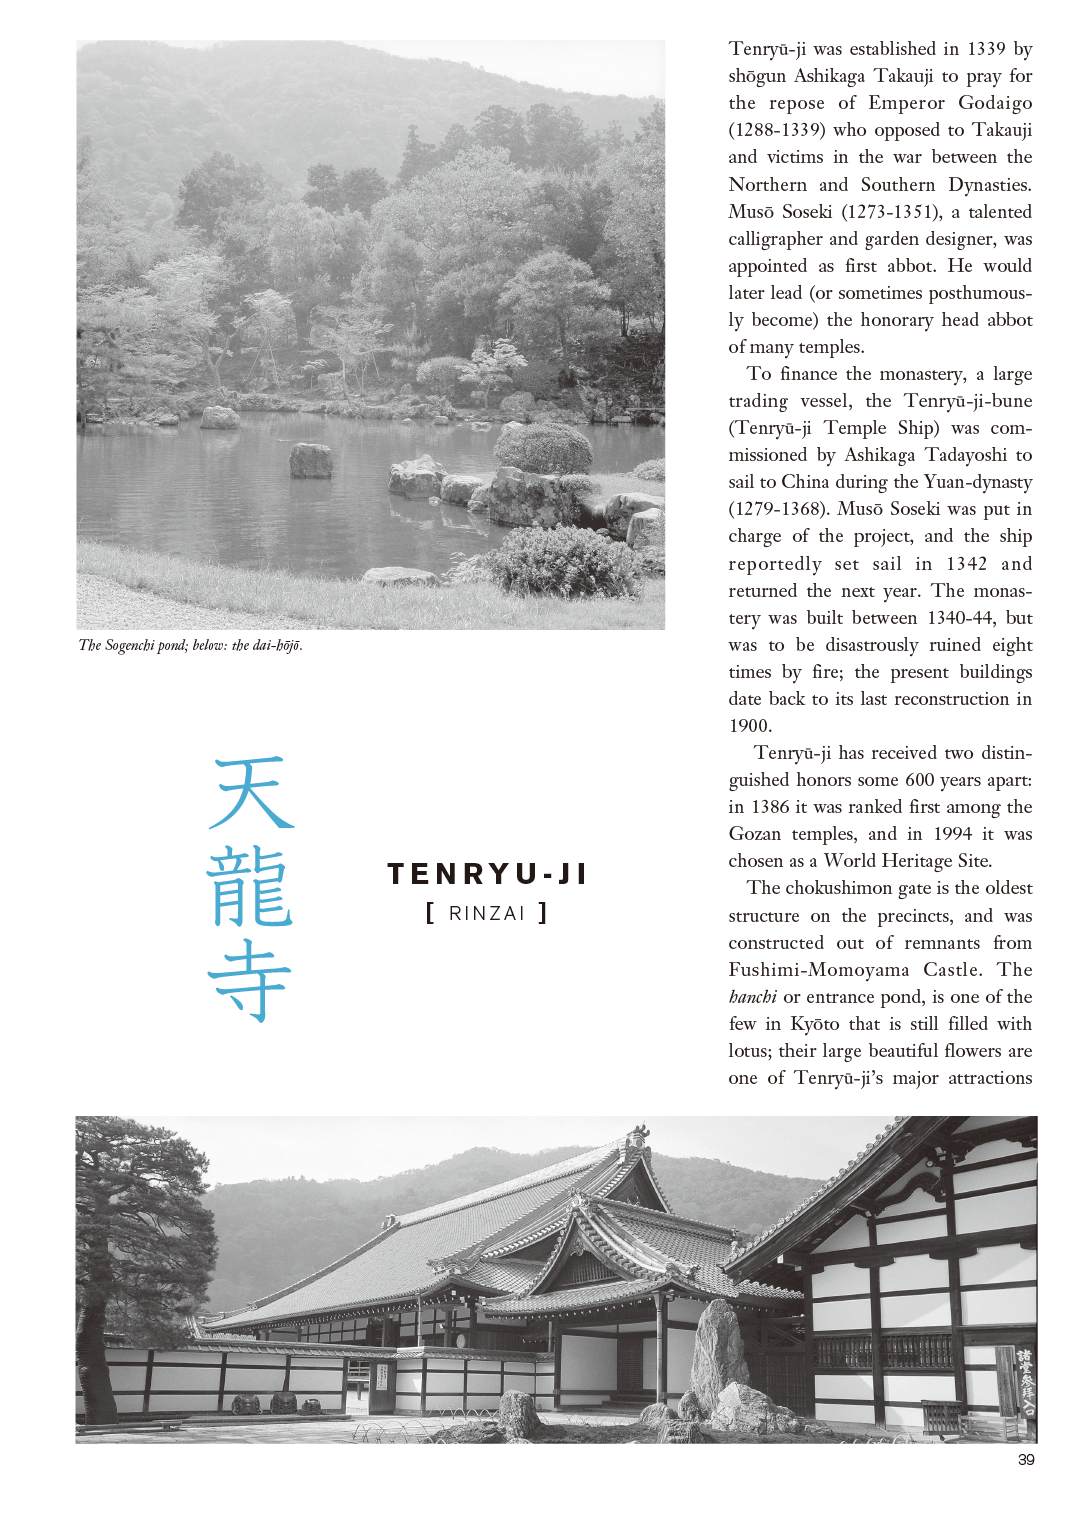 Tenryū-ji was established in 1339 by
shōgun Ashikaga Takauji to pray for
the repose of Emperor Godaigo
(1288-1339) who opposed to Takauji
and victims in the war between the
Northern and Southern Dynasties.
Musō Soseki (1273-1351), a talented
calligrapher and garden designer, was
appointed as first abbot. He would
later lead (or sometimes posthumous-
ly become) the honorary head abbot
of many temples.
To finance the monastery, a large
trading vessel, the Tenryū-ji-bune
(Tenryū-ji Temple Ship) was com-
missioned by Ashikaga Tadayoshi to
sail to China during the Yuan-dynasty
(1279-1368). Musō Soseki was put in
charge of the project, and the ship
reportedly set sail in 1342 and
returned the next year. The monas-
tery was built between 1340-44, but
was to be disastrously ruined eight
times by fire; the present buildings
date back to its last reconstruction in
1900.
Tenryū-ji has received two distin-
guished honors some 600 years apart:
in 1386 it was ranked first among the
Gozan temples, and in 1994 it was
chosen as a World Heritage Site.
The chokushimon gate is the oldest
structure on the precincts, and was
constructed out of remnants from
Fushimi-Momoyama Castle. The
hanchi or entrance pond, is one of the
few in Kyōto that is still filled with
lotus; their large beautiful flowers are
one of Tenryū-ji's major attractions
The Sogenchi pond; below: the dai-hōjō.
天龍寺
TENRYU-JI
[ RINZAI ]
諸堂参拝入口
39